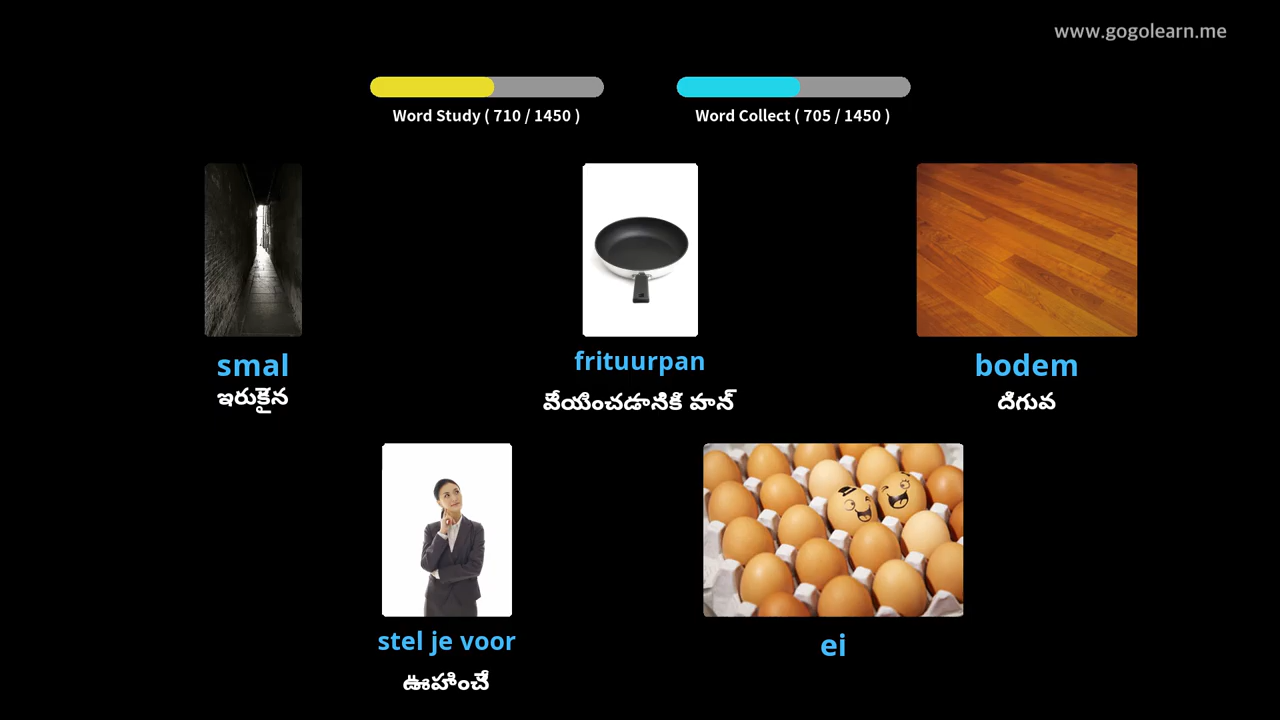 www.gogolearn.me
Word Study ( 710 / 1450 )
Word Collect ( 705 / 1450 )
smal
frituurpan
bodem
ఇరుకైన
వేయించడానికి పాన్
దిగువ
stel je voor
ei
ఊహించే